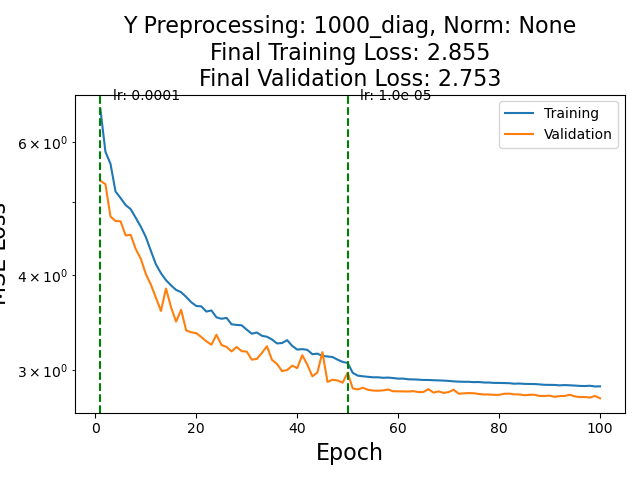 Y Preprocessing: 1000_diag, Norm: None
Final Training Loss: 2.855
Final Validation Loss: 2.753
lr: 0.0001
lr: 1.0e-05
Training
Validation
6 × 10⁰
4 × 10⁰
3 × 10⁰
MSE Loss
0 20 40 60 80 100
Epoch